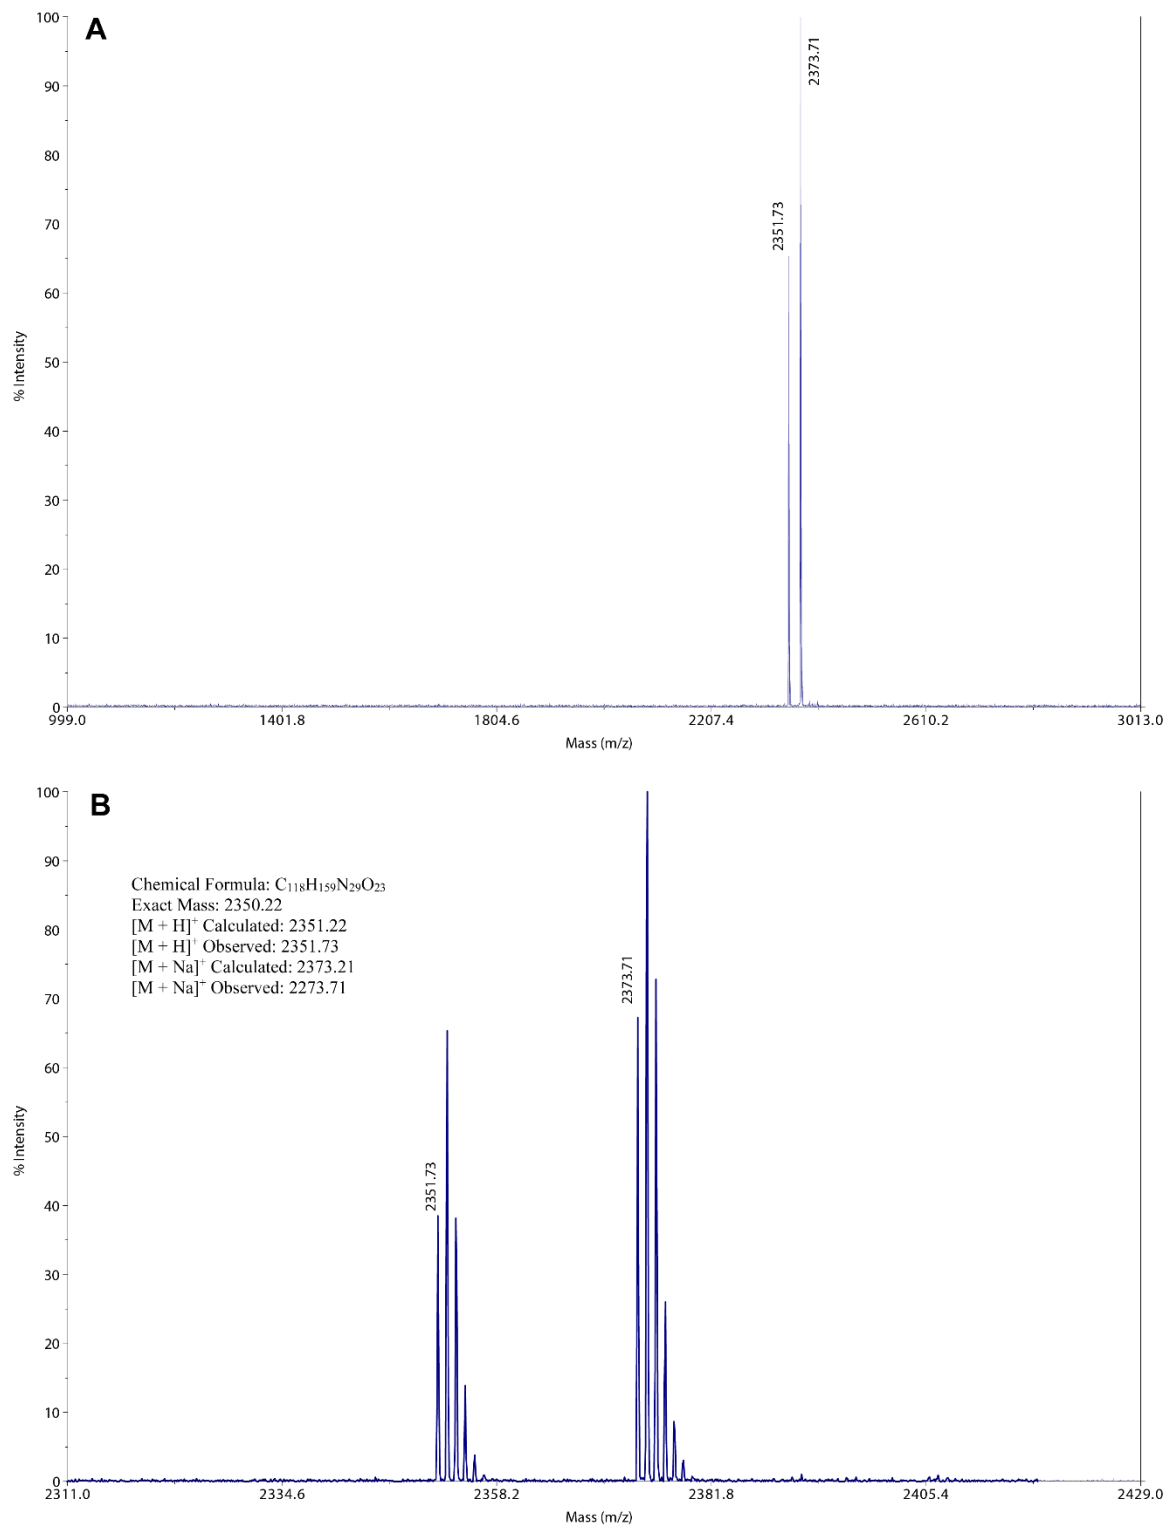 A
100
90
80
70
60
50
40
30
20
10
0
% Intensity
2351.73
2373.71
999.0 1401.8 1804.6 2207.4 2610.2 3013.0
Mass (m/z)
B
100
90
80
70
60
50
40
30
20
10
0
% Intensity
Chemical Formula: C₁₁₈H₁₅₉N₂₉O₂₃
Exact Mass: 2350.22
[M + H]⁺ Calculated: 2351.22
[M + H]⁺ Observed: 2351.73
[M + Na]⁺ Calculated: 2373.21
[M + Na]⁺ Observed: 2273.71
2351.73
2373.71
2311.0 2334.6 2358.2 2381.8 2405.4 2429.0
Mass (m/z)